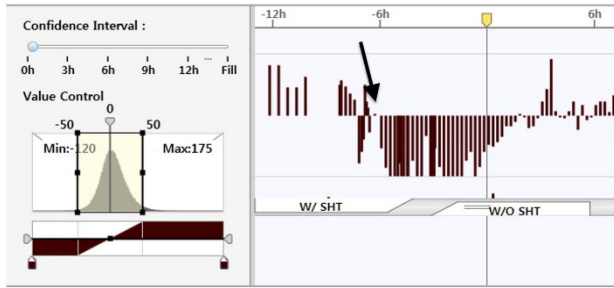 Confidence Interval :
0h 3h 6h 9h 12h ... Fill
Value Control
0
-50 50
Min:-120 Max:175
-12h -6h 0 6h
W/ SHT W/O SHT